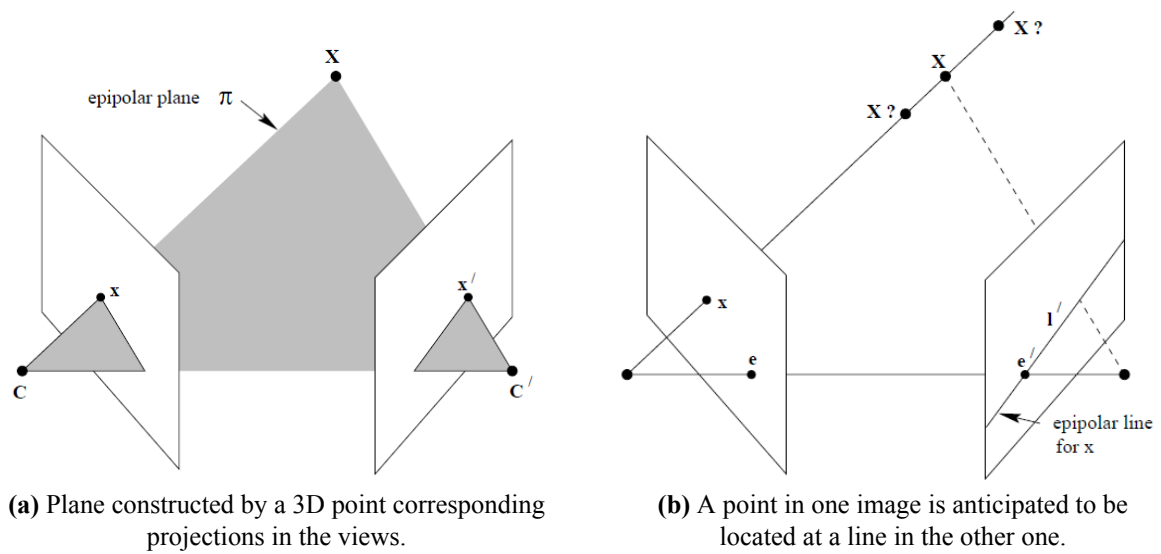 X
epipolar plane π
x
x′
C
C′
(a) Plane constructed by a 3D point corresponding
projections in the views.
X ?
X
X ?
x
e
l′
e′
epipolar line
for x
(b) A point in one image is anticipated to be
located at a line in the other one.